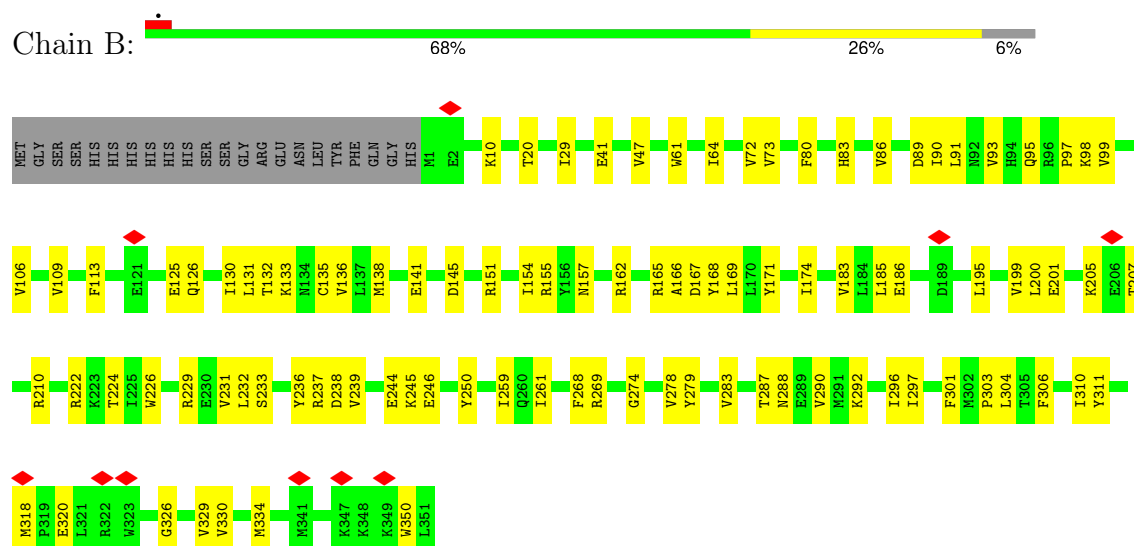 Chain B:
68% 26% 6%
MET GLY SER SER HIS HIS HIS HIS HIS HIS SER SER GLY ARG GLU ASN LEU TYR PHE GLN GLY HIS M1 E2 K10 T20 I29 E41 V47 W61 I64 V72 V73 F80 H83 V86 D89 I90 L91 N92 V93 H94 Q95 R96 P97 K98 V99
V106 V109 F113 E121 E125 Q126 I130 L131 T132 K133 N134 C135 V136 L137 M138 E141 D145 R151 I154 R155 Y156 N157 R162 R165 A166 D167 Y168 L169 L170 Y171 I174 V183 L184 L185 E186 D189 L195 V199 L200 E201 K205 E206 T207
R210 R222 K223 T224 I225 W226 R229 E230 V231 L232 S233 Y236 R237 D238 V239 E244 K245 E246 Y250 I259 Q260 I261 F268 R269 G274 V278 Y279 V283 T287 N288 E289 V290 M291 K292 I296 I297 F301 M302 P303 L304 T305 F306 I310 Y311
M318 P319 E320 L321 R322 W323 G326 V329 V330 M334 M341 K347 K348 K349 W350 L351